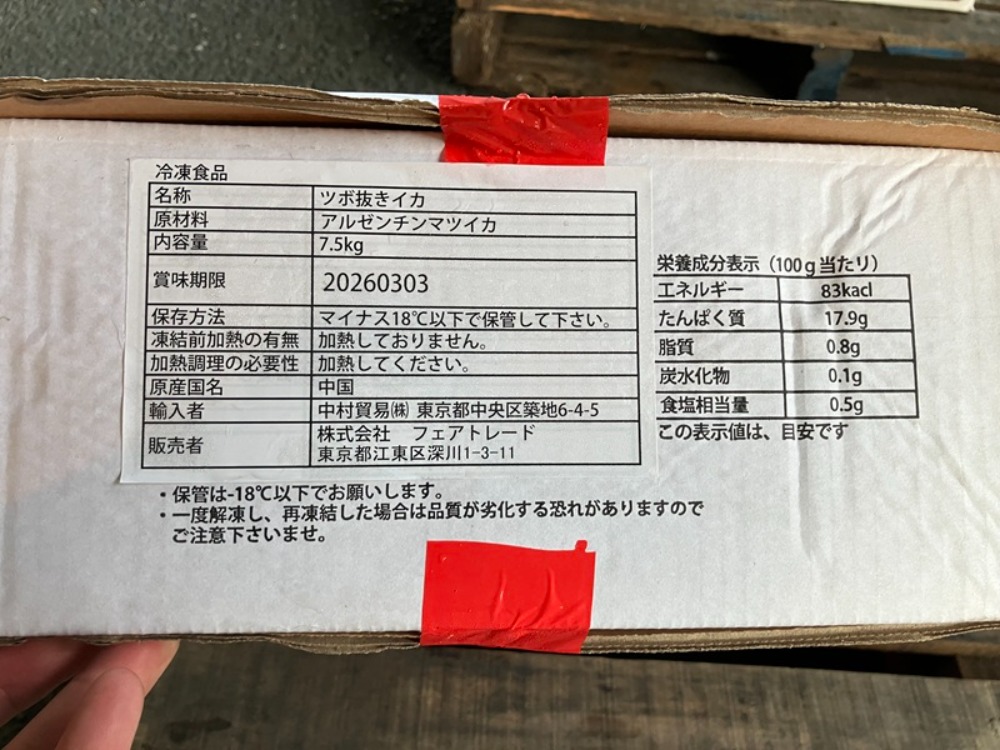 冷凍食品
名称 ツボ抜きイカ
原材料 アルゼンチンマツイカ
内容量 7.5kg
賞味期限 20260303
保存方法 マイナス18℃以下で保管して下さい。
凍結前加熱の有無 加熱しておりません。
加熱調理の必要性 加熱してください。
原産国名 中国
輸入者 中村貿易㈱ 東京都中央区築地6-4-5
販売者 株式会社 フェアトレード
東京都江東区深川1-3-11
栄養成分表示（100g当たり）
エネルギー 83kacl
たんぱく質 17.9g
脂質 0.8g
炭水化物 0.1g
食塩相当量 0.5g
この表示値は、目安です
・保管は-18℃以下でお願いします。
・一度解凍し、再凍結した場合は品質が劣化する恐れがありますので
ご注意下さいませ。